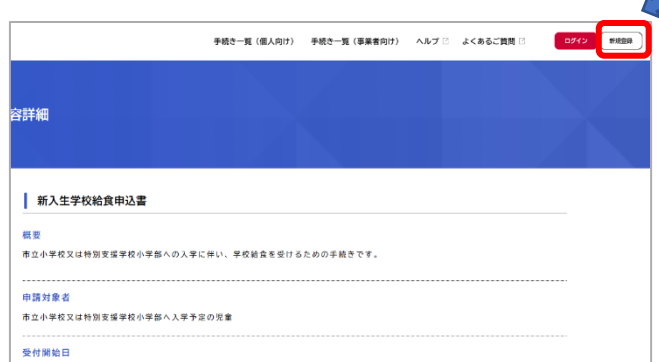 手続き一覧（個人向け） 手続き一覧（事業者向け） ヘルプ よくあるご質問 ログイン 新規登録
容詳細
新入生学校給食申込書
概要
市立小学校又は特別支援学校小学部への入学に伴い、学校給食を受けるための手続きです。
申請対象者
市立小学校又は特別支援学校小学部へ入学予定の児童
受付開始日